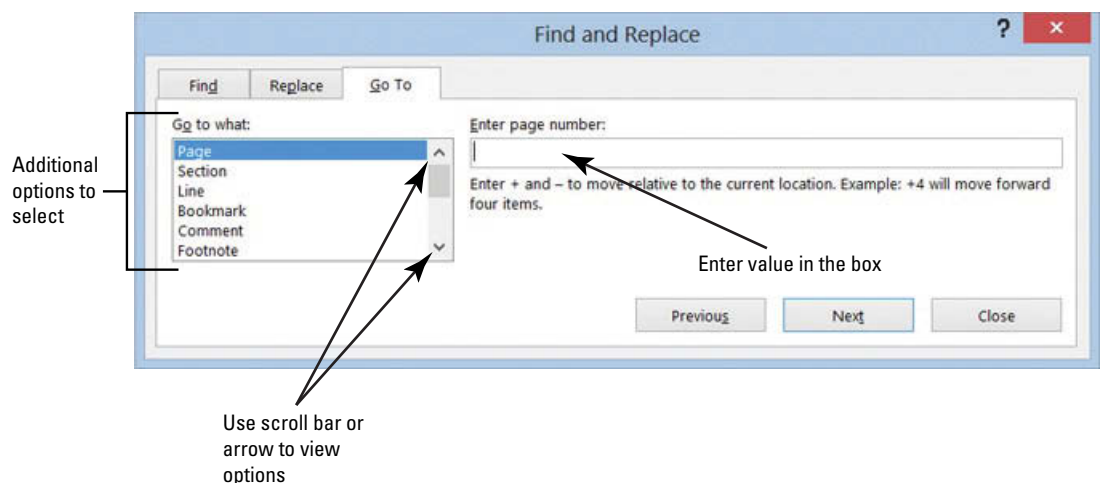 Find and Replace
?
×
Find
Replace
Go To
Go to what:
Enter page number:
Page
Section
Line
Bookmark
Comment
Footnote
Enter + and – to move relative to the current location. Example: +4 will move forward
four items.
Additional
options to
select
Enter value in the box
Previous
Next
Close
Use scroll bar or
arrow to view
options